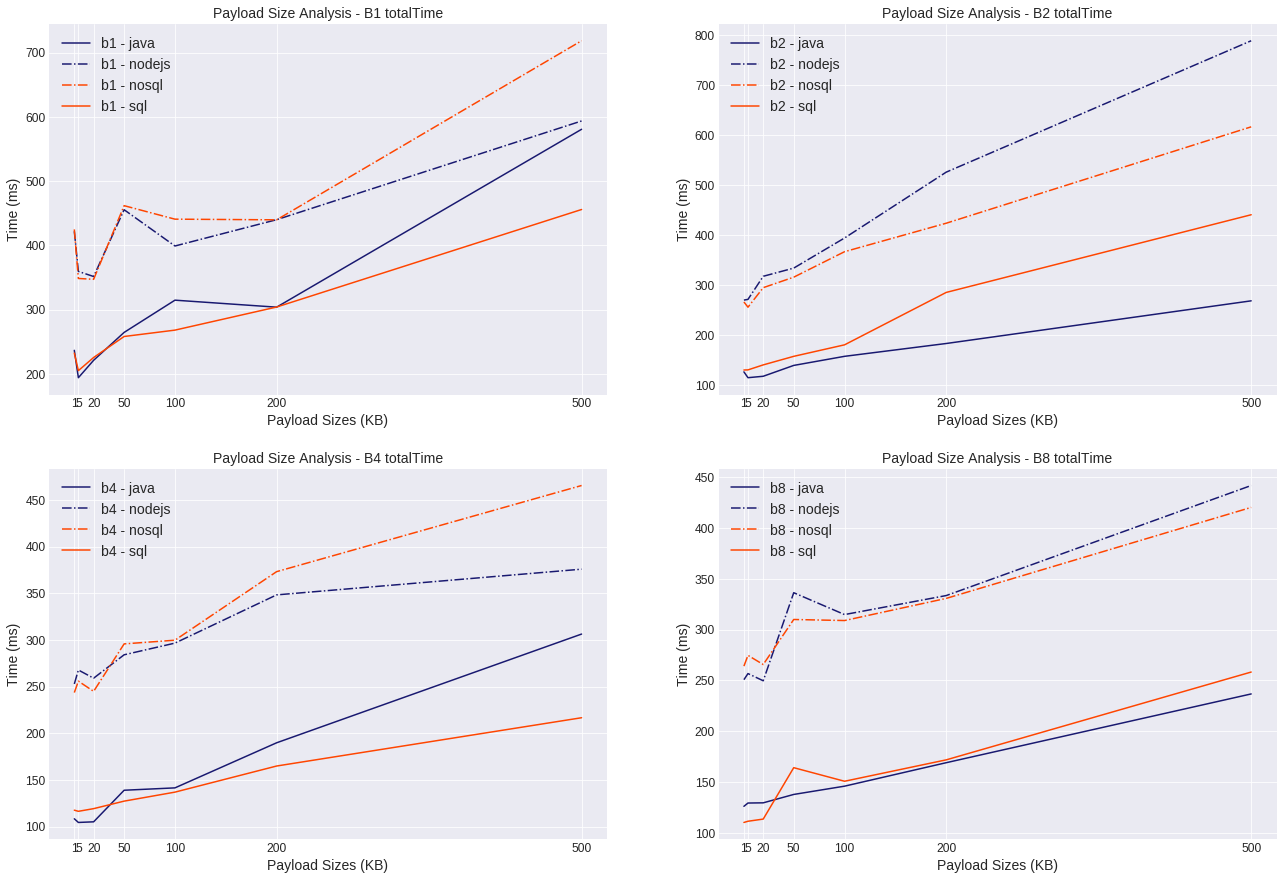 Payload Size Analysis - B1 totalTime
b1 - java
b1 - nodejs
b1 - nosql
b1 - sql
700
600
500
400
300
200
Time (ms)
1 5 20 50 100 200 500
Payload Sizes (KB)
Payload Size Analysis - B2 totalTime
b2 - java
b2 - nodejs
b2 - nosql
b2 - sql
800
700
600
500
400
300
200
100
Time (ms)
1 5 20 50 100 200 500
Payload Sizes (KB)
Payload Size Analysis - B4 totalTime
b4 - java
b4 - nodejs
b4 - nosql
b4 - sql
450
400
350
300
250
200
150
100
Time (ms)
1 5 20 50 100 200 500
Payload Sizes (KB)
Payload Size Analysis - B8 totalTime
b8 - java
b8 - nodejs
b8 - nosql
b8 - sql
450
400
350
300
250
200
150
100
Time (ms)
1 5 20 50 100 200 500
Payload Sizes (KB)